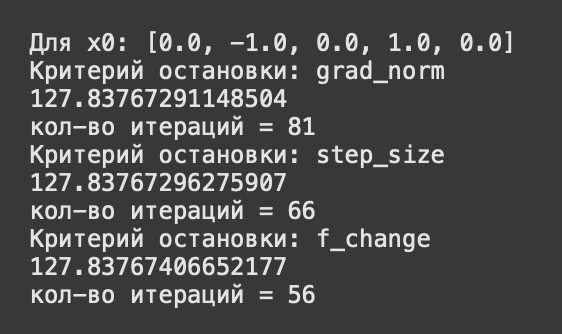 Для x0: [0.0, -1.0, 0.0, 1.0, 0.0]
Критерий остановки: grad_norm
127.83767291148504
кол-во итераций = 81
Критерий остановки: step_size
127.83767296275907
кол-во итераций = 66
Критерий остановки: f_change
127.83767406652177
кол-во итераций = 56